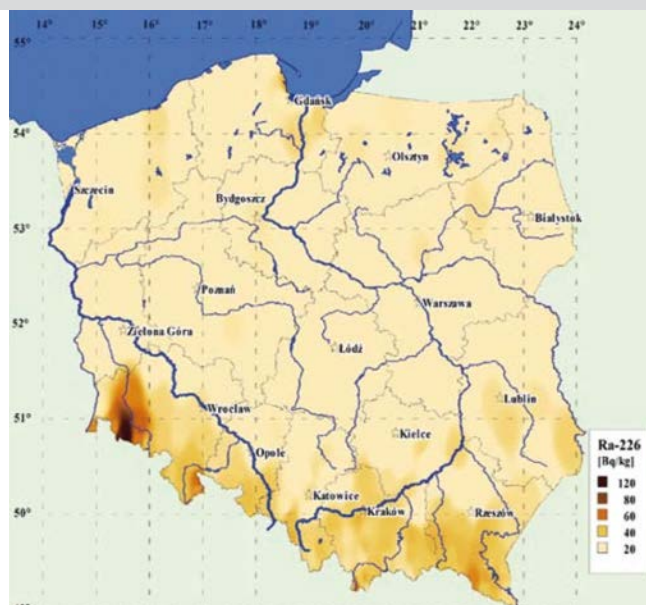 14° 15° 16° 17° 18° 19° 20° 21° 22° 23° 24°
55°
Gdańsk
54°
Olsztyn
Szczecin
Bydgoszcz
Białystok
53°
Poznań
Warszawa
52°
Zielona Góra
Łódź
Lublin
Wrocław
51°
Kielce
Opole
Katowice
Kraków
Rzeszów
50°
Ra-226
[Bq/kg]
120
80
60
40
20